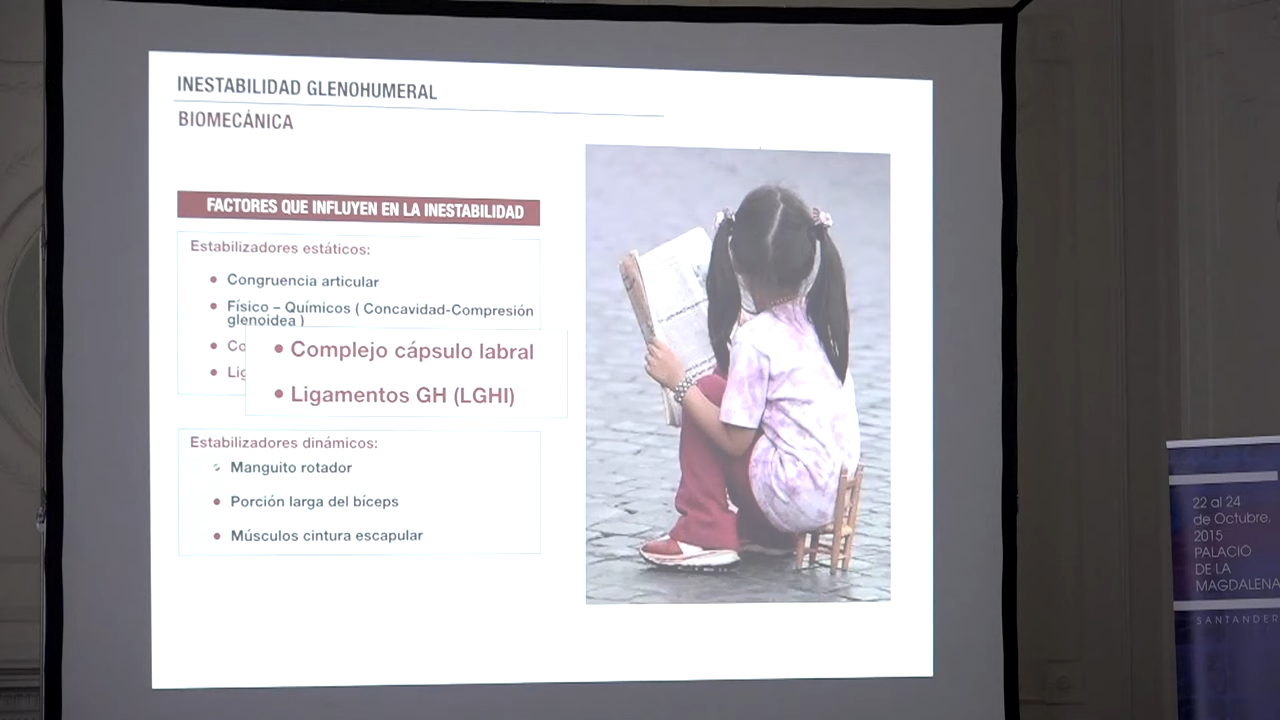 INESTABILIDAD GLENOHUMERAL
BIOMECÁNICA
FACTORES QUE INFLUYEN EN LA INESTABILIDAD
Estabilizadores estáticos:
• Congruencia articular
• Físico – Químicos ( Concavidad-Compresión
glenoidea )
• Co
• Lig
• Complejo cápsulo labral
• Ligamentos GH (LGHI)
Estabilizadores dinámicos:
Manguito rotador
• Porción larga del bíceps
• Músculos cintura escapular
22 al 24
de Octubre,
2015
PALACIO
DE LA
MAGDALENA
SANTANDER